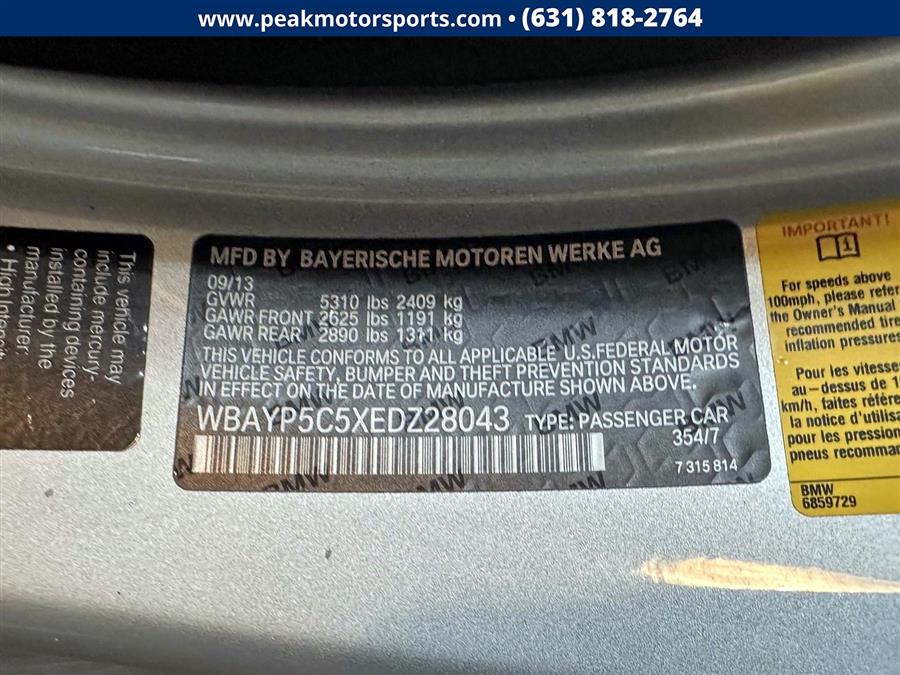 www.peakmotorsports.com • (631) 818-2764
This vehicle may
include mercury-
containing devices
installed by the
manufacturer:
• High Intensit
MFD BY BAYERISCHE MOTOREN WERKE AG
09/13
GVWR 5310 lbs 2409 kg
GAWR FRONT 2625 lbs 1191 kg
GAWR REAR 2890 lbs 1311 kg
THIS VEHICLE CONFORMS TO ALL APPLICABLE U.S.FEDERAL MOTOR
VEHICLE SAFETY, BUMPER AND THEFT PREVENTION STANDARDS
IN EFFECT ON THE DATE OF MANUFACTURE SHOWN ABOVE.
WBAYP5C5XEDZ28043 TYPE: PASSENGER CAR
354/7
7 315 814
IMPORTANT!
For speeds above
100mph, please refer
the Owner's Manual
recommended tire
inflation pressures
Pour les vitesses
au-dessus de 1
km/h, faites référe
la notice d'utilis
pour les pression
pneus recomman
BMW
6859729